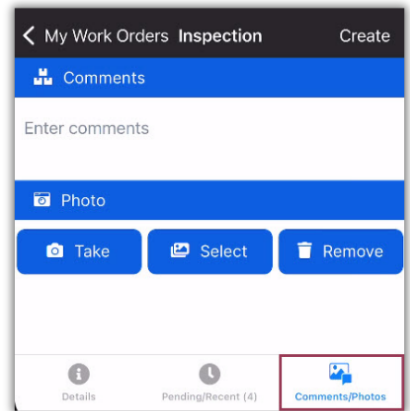 My Work Orders Inspection Create
Comments
Enter comments
Photo
Take Select Remove
Details Pending/Recent (4) Comments/Photos